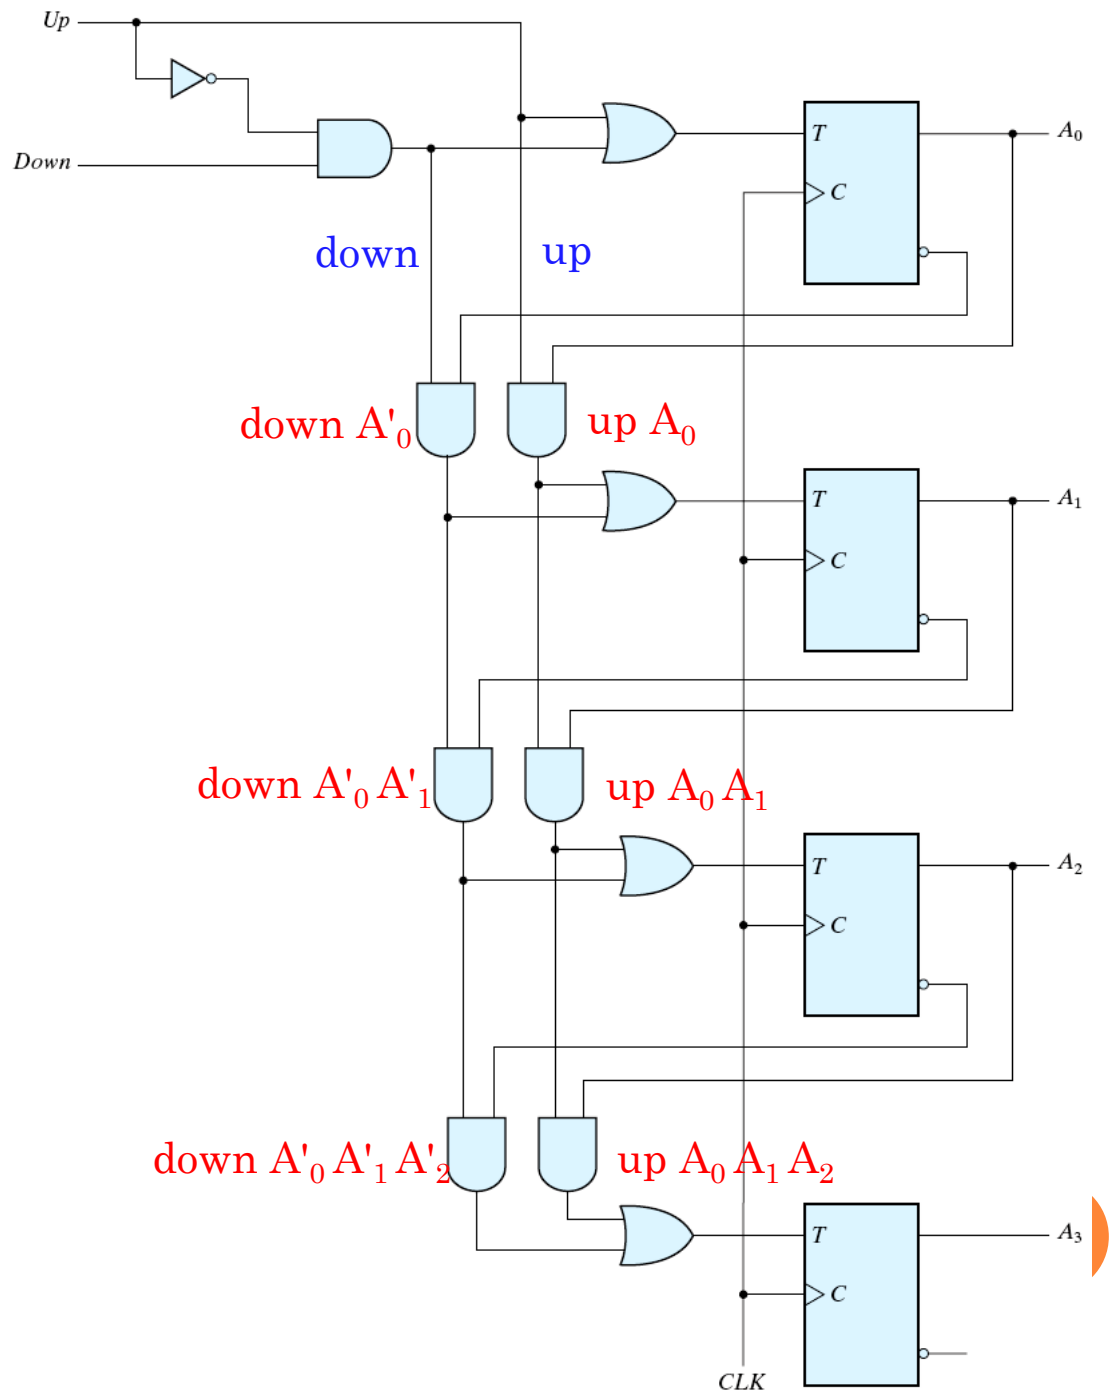 Up
Down
T
A₀
C
down
up
down A'₀
up A₀
T
A₁
C
down A'₀ A'₁
up A₀ A₁
T
A₂
C
down A'₀ A'₁ A'₂
up A₀ A₁ A₂
T
A₃
C
CLK